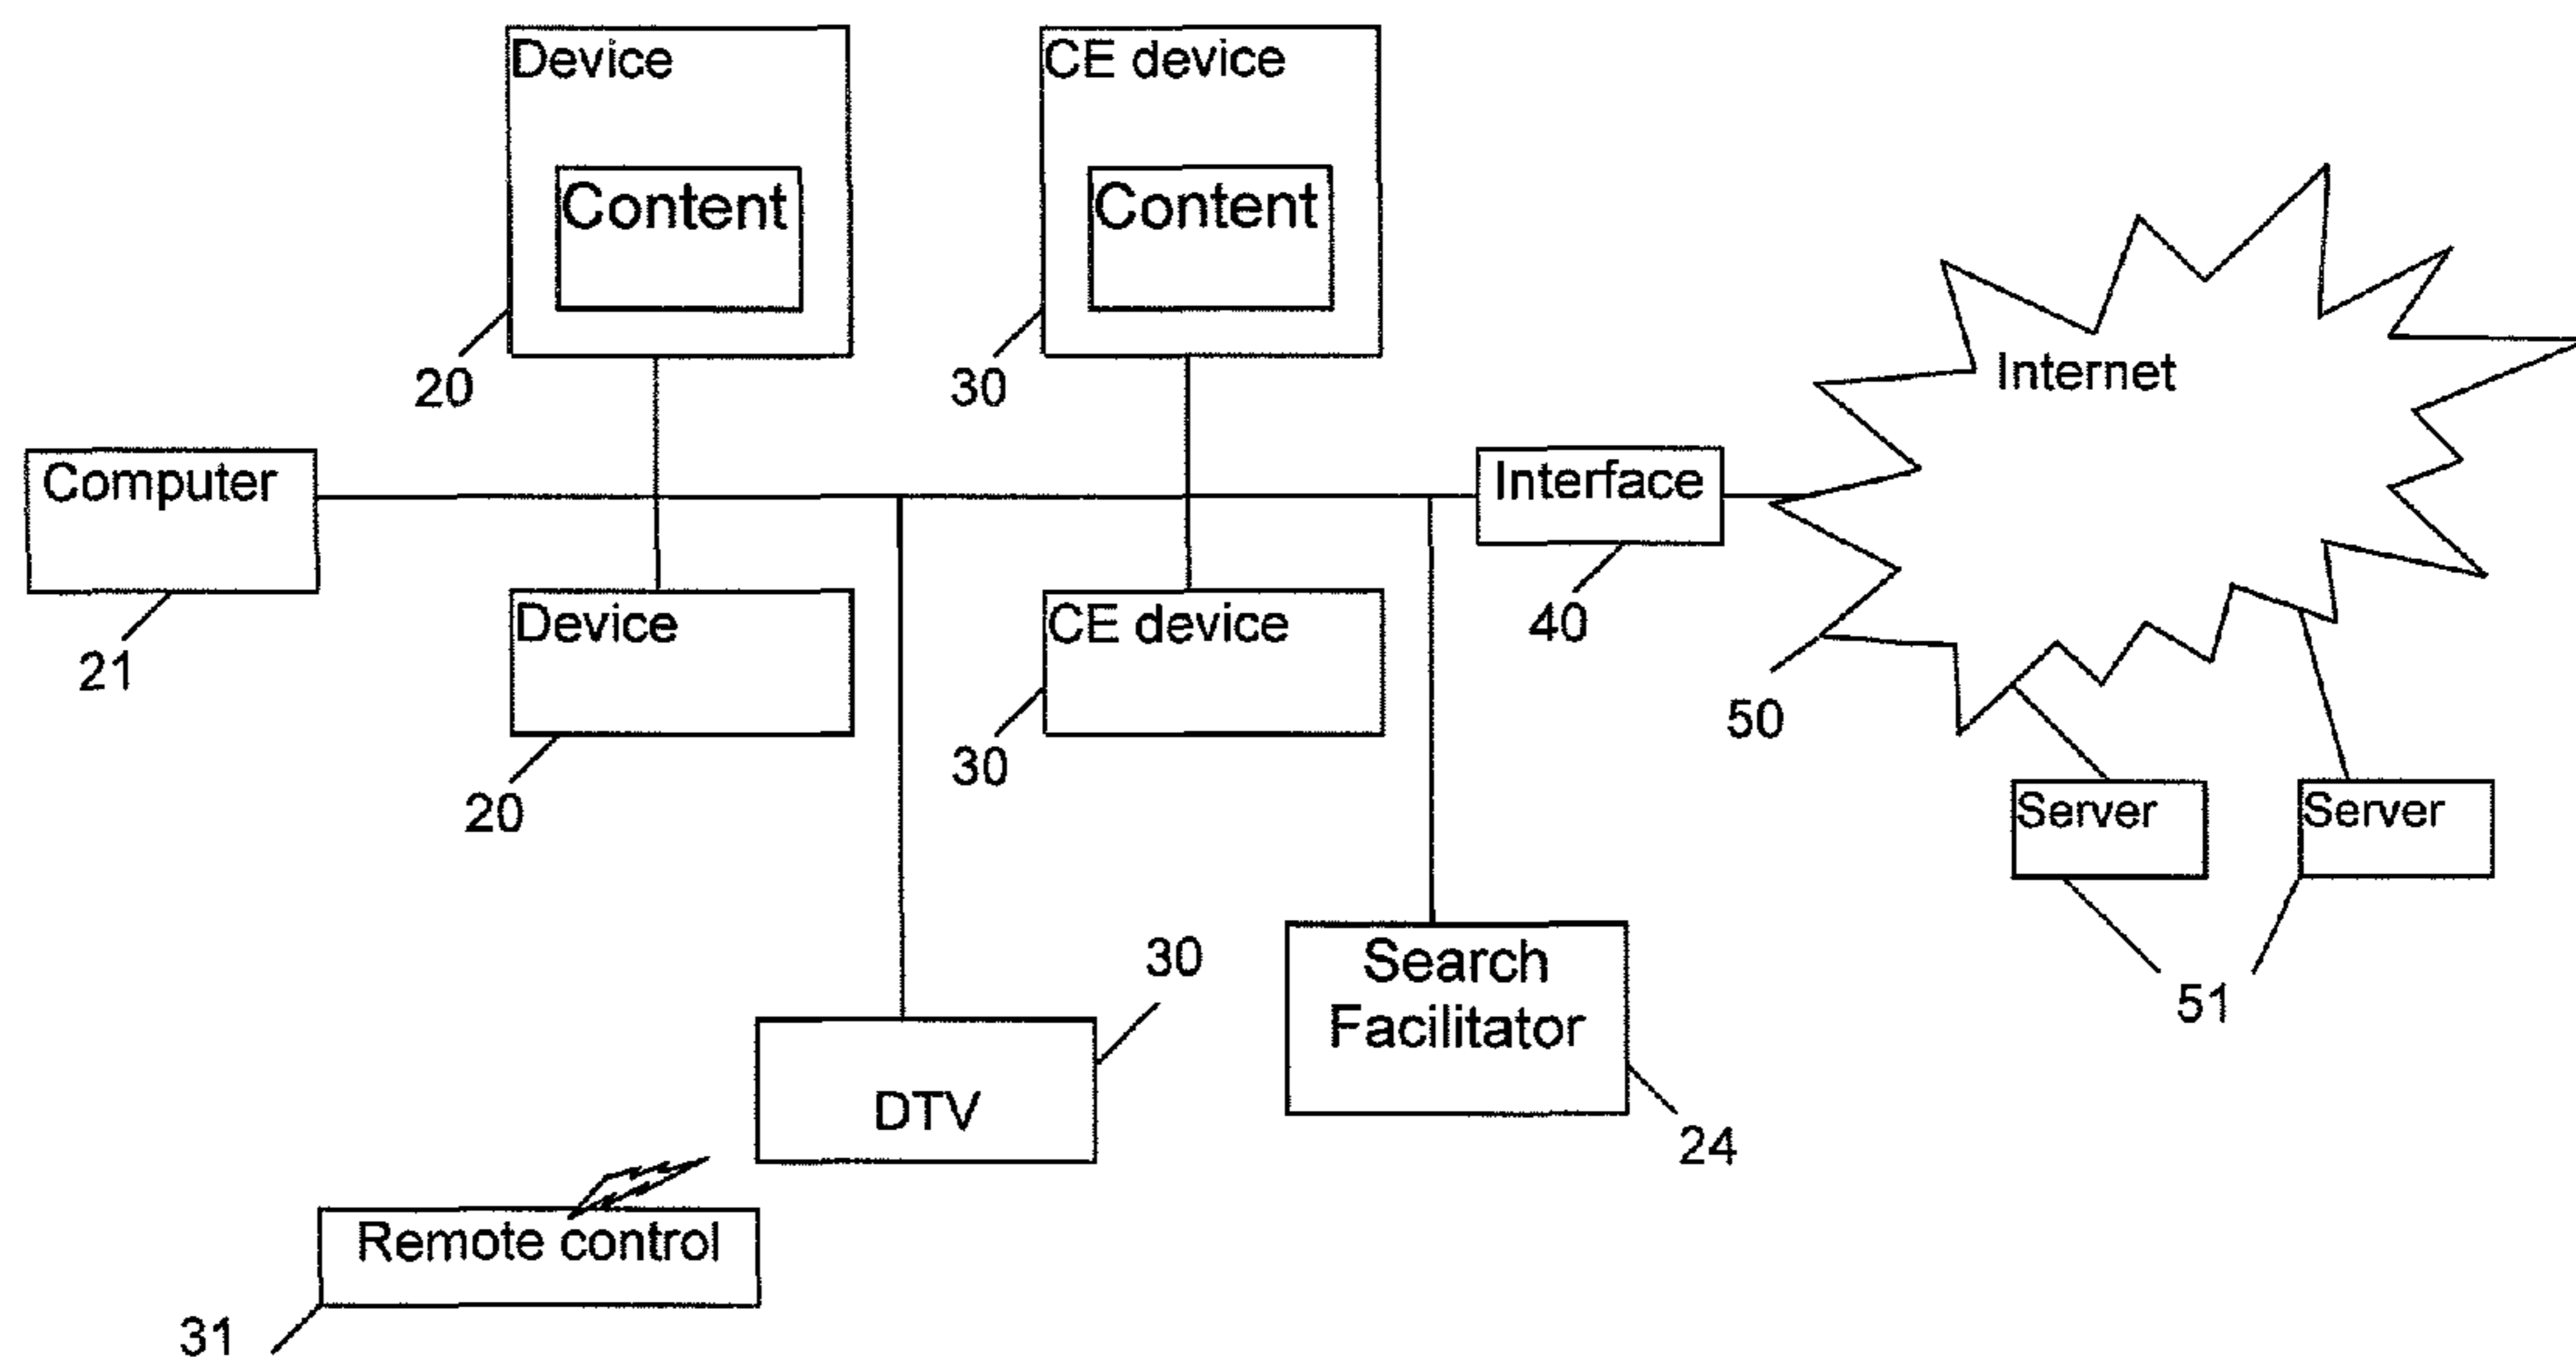 Device
CE device
Content
Content
Internet
20
30
Computer
Interface
21
Device
CE device
40
20
30
50
Server
Server
30
Search
Facilitator
51
DTV
24
Remote control
31